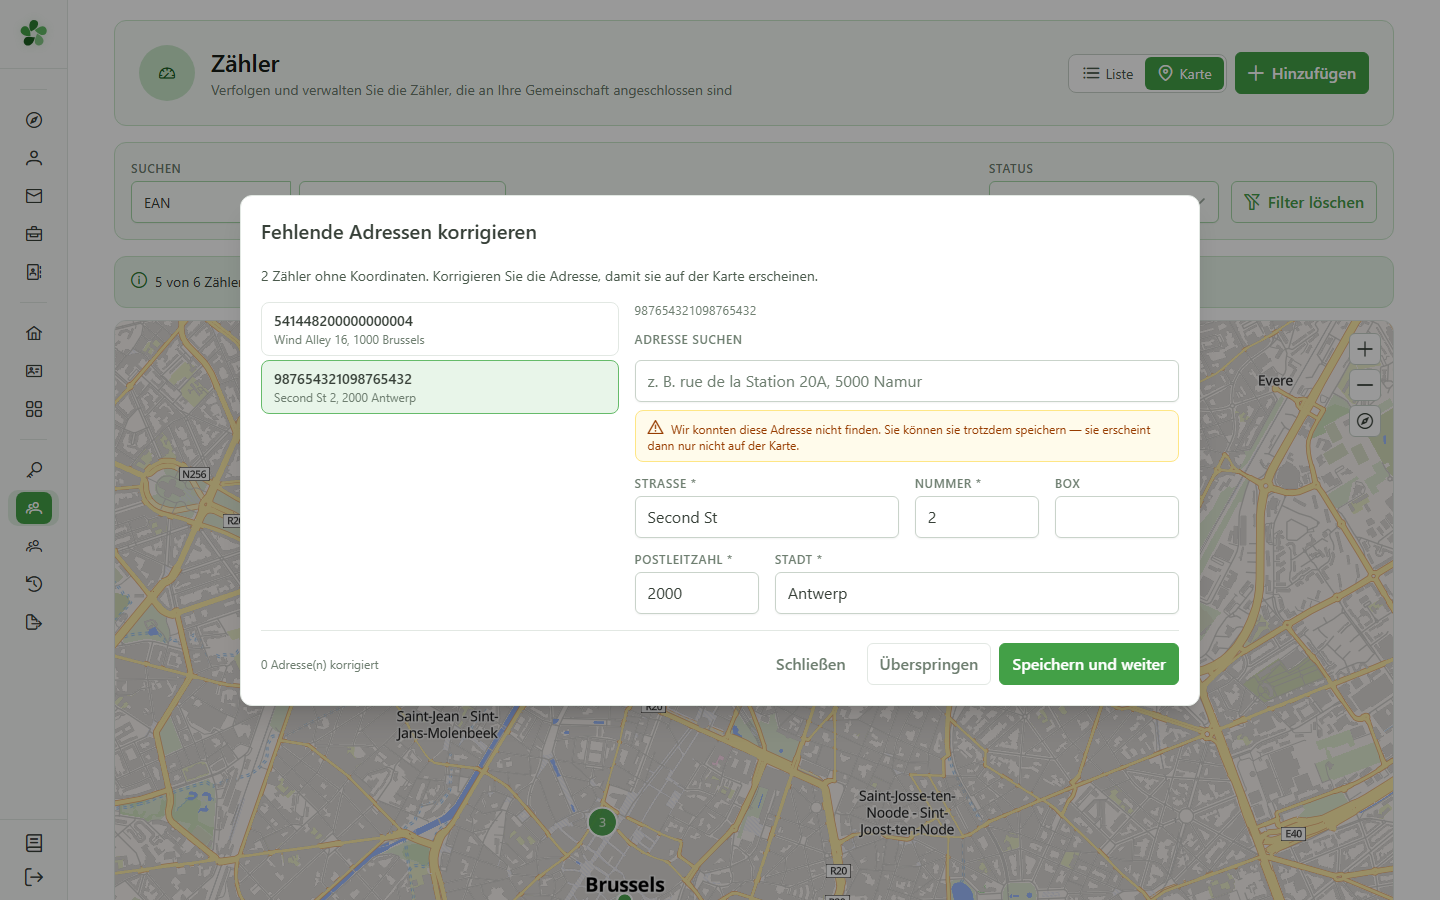 Zähler
Verfolgen und verwalten Sie die Zähler, die an Ihre Gemeinschaft angeschlossen sind
Liste
Karte
Hinzufügen
SUCHEN
STATUS
EAN
Filter löschen
5 von 6 Zähler
Fehlende Adressen korrigieren
2 Zähler ohne Koordinaten. Korrigieren Sie die Adresse, damit sie auf der Karte erscheinen.
541448200000000004
Wind Alley 16, 1000 Brussels
987654321098765432
Second St 2, 2000 Antwerp
987654321098765432
ADRESSE SUCHEN
z. B. rue de la Station 20A, 5000 Namur
Wir konnten diese Adresse nicht finden. Sie können sie trotzdem speichern — sie erscheint
dann nur nicht auf der Karte.
STRASSE *
NUMMER *
BOX
Second St
2
POSTLEITZAHL *
STADT *
2000
Antwerp
0 Adresse(n) korrigiert
Schließen
Überspringen
Speichern und weiter
Evere
N256
Saint-Jean - Sint-
Jans-Molenbeek
Saint-Josse-ten-
Noode - Sint-
Joost-ten-Node
3
E40
R20
Brussels